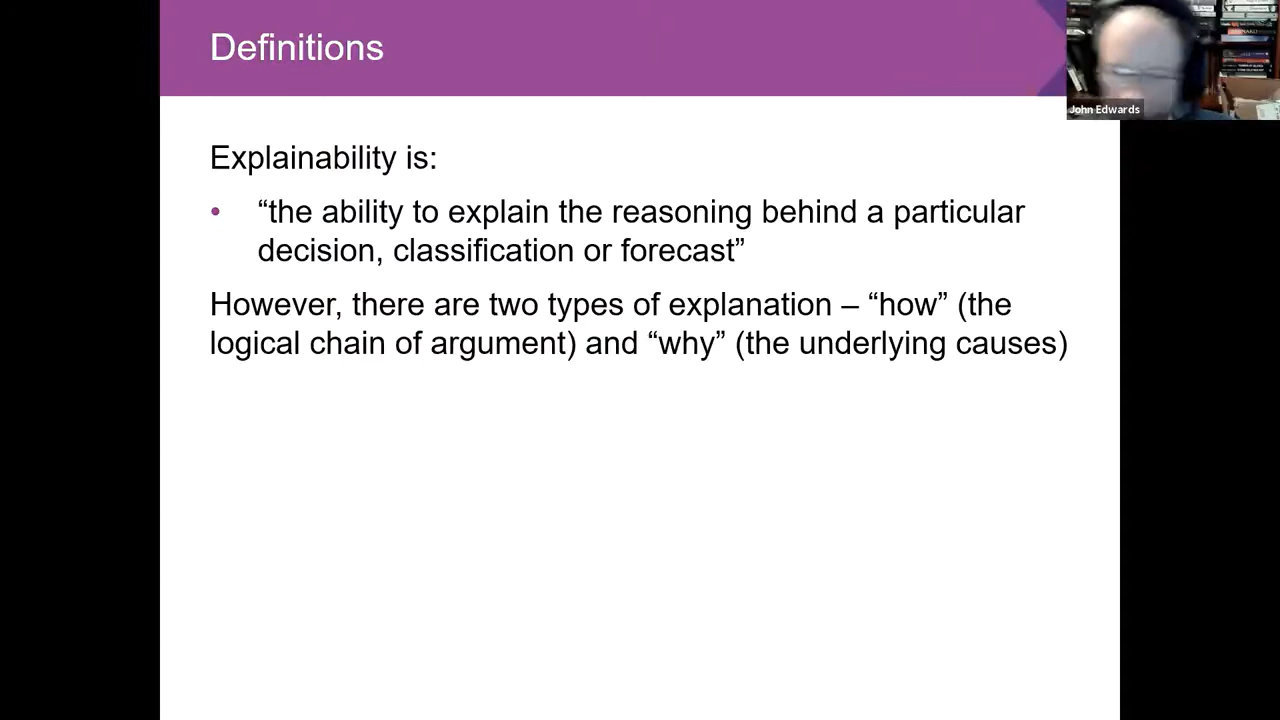 Definitions
John Edwards
Explainability is:
• “the ability to explain the reasoning behind a particular
decision, classification or forecast”
However, there are two types of explanation – “how” (the
logical chain of argument) and “why” (the underlying causes)